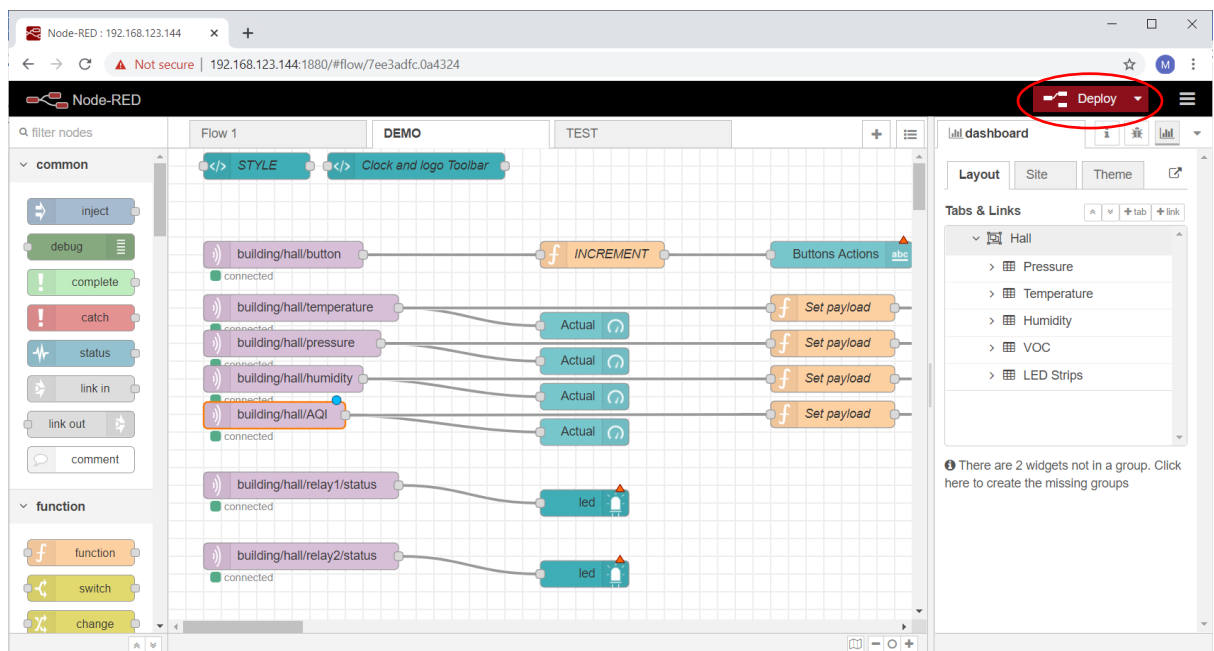 Node-RED : 192.168.123.144
Not secure | 192.168.123.144:1880/#flow/7ee3adfc.0a4324
M
Node-RED
Deploy
filter nodes
Flow 1
DEMO
TEST
dashboard
i
common
inject
debug
complete
catch
status
link in
link out
comment
function
function
switch
change
</> STYLE
</> Clock and logo Toolbar
building/hall/button
connected
f INCREMENT
Buttons Actions
abc
building/hall/temperature
connected
Actual
f Set payload
building/hall/pressure
connected
Actual
f Set payload
building/hall/humidity
connected
Actual
f Set payload
building/hall/AQI
connected
Actual
f Set payload
building/hall/relay1/status
connected
led
building/hall/relay2/status
connected
led
Layout
Site
Theme
Tabs & Links
+ tab
+ link
Hall
Pressure
Temperature
Humidity
VOC
LED Strips
There are 2 widgets not in a group. Click
here to create the missing groups